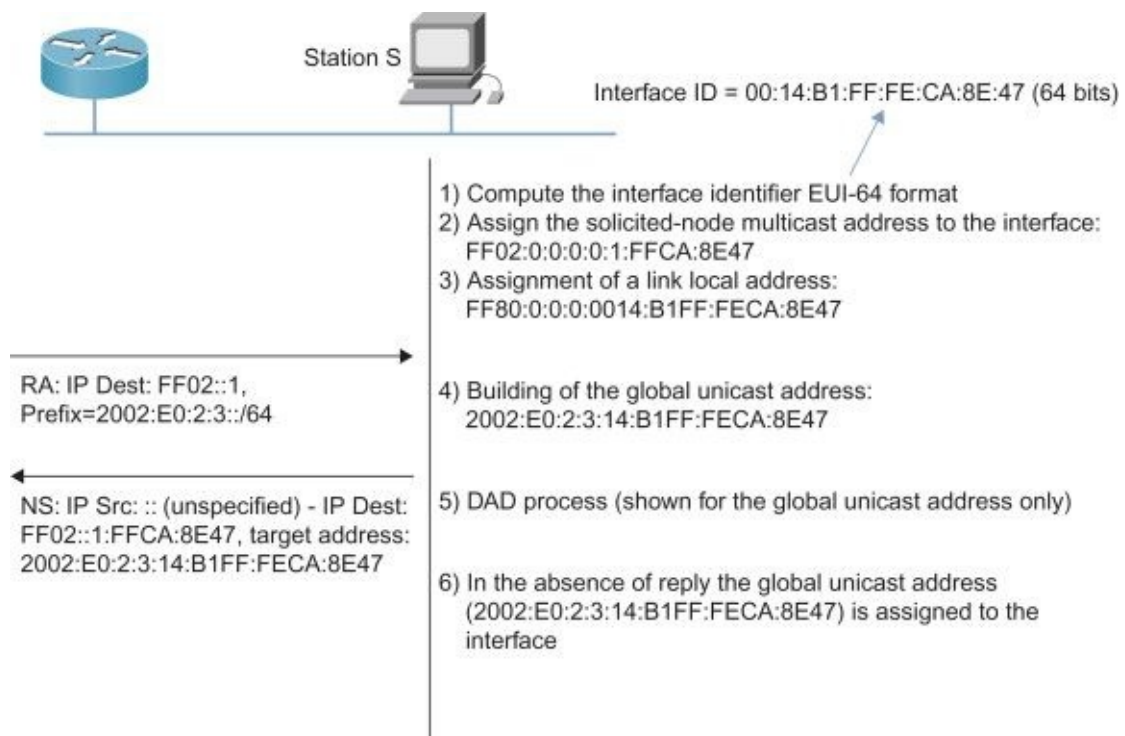 Station S
Interface ID = 00:14:B1:FF:FE:CA:8E:47 (64 bits)
1) Compute the interface identifier EUI-64 format
2) Assign the solicited-node multicast address to the interface:
FF02:0:0:0:0:1:FFCA:8E47
3) Assignment of a link local address:
FF80:0:0:0:0014:B1FF:FECA:8E47
RA: IP Dest: FF02::1,
Prefix=2002:E0:2:3::/64
4) Building of the global unicast address:
2002:E0:2:3:14:B1FF:FECA:8E47
NS: IP Src: :: (unspecified) - IP Dest:
FF02::1:FFCA:8E47, target address:
2002:E0:2:3:14:B1FF:FECA:8E47
5) DAD process (shown for the global unicast address only)
6) In the absence of reply the global unicast address
(2002:E0:2:3:14:B1FF:FECA:8E47) is assigned to the
interface